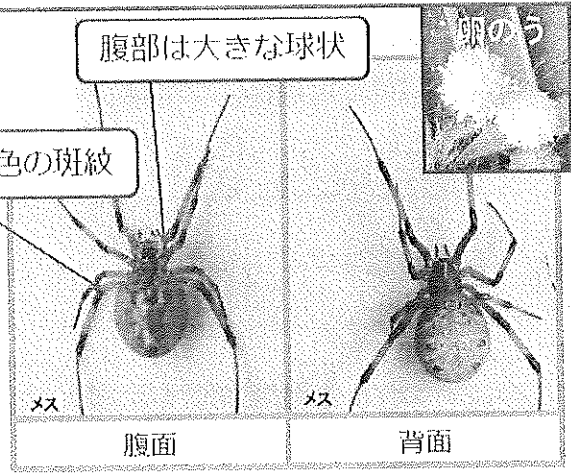 腹部は大きな球状
卵のう
色の斑紋
メス
メス
腹面
背面